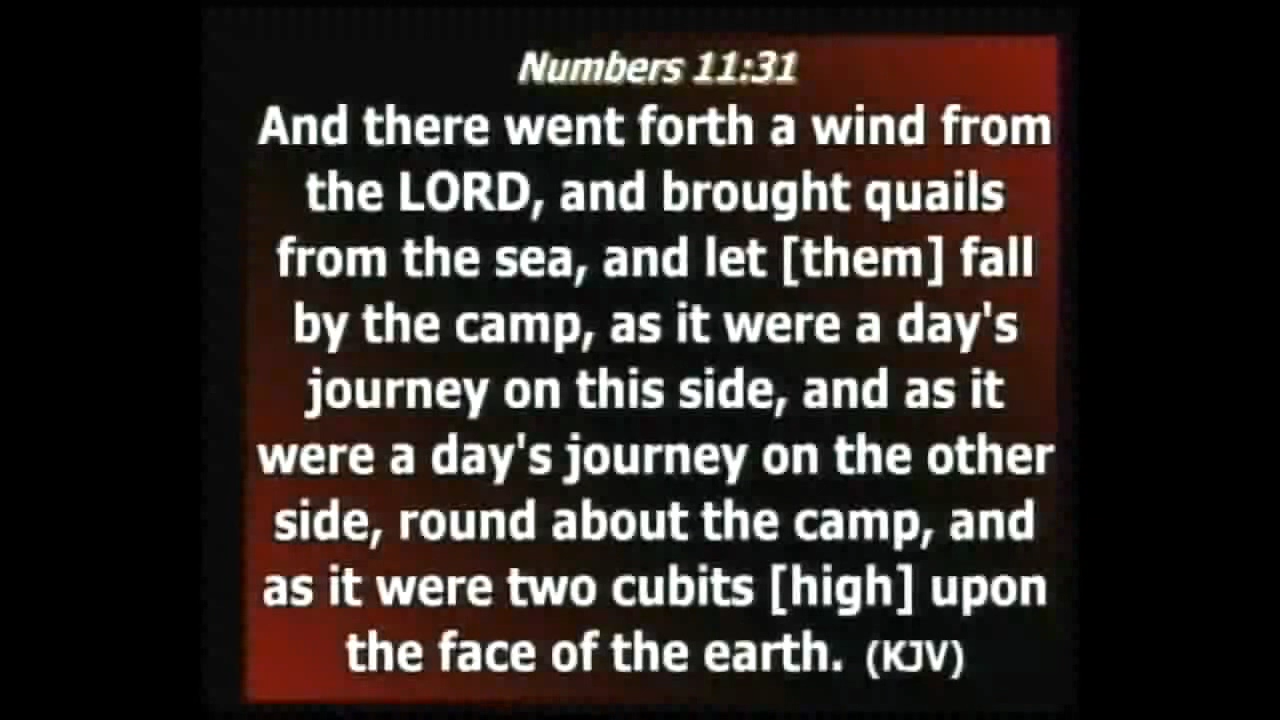 Numbers 11:31
And there went forth a wind from
the LORD, and brought quails
from the sea, and let [them] fall
by the camp, as it were a day's
journey on this side, and as it
were a day's journey on the other
side, round about the camp, and
as it were two cubits [high] upon
the face of the earth. (KJV)